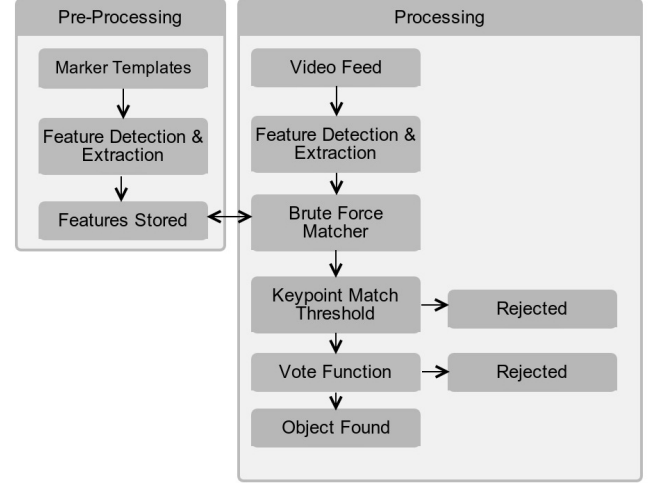 Pre-Processing
Marker Templates
Feature Detection &
Extraction
Features Stored
Processing
Video Feed
Feature Detection &
Extraction
Brute Force
Matcher
Keypoint Match
Threshold
Rejected
Vote Function
Rejected
Object Found